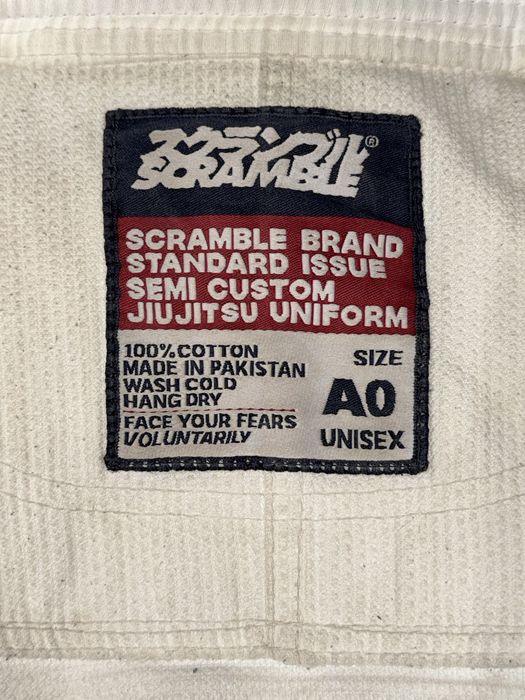 スクランブル®
SCRAMBLE
SCRAMBLE BRAND
STANDARD ISSUE
SEMI CUSTOM
JIUJITSU UNIFORM
100% COTTON
MADE IN PAKISTAN
WASH COLD
HANG DRY
FACE YOUR FEARS
VOLUNTARILY
SIZE
A0
UNISEX